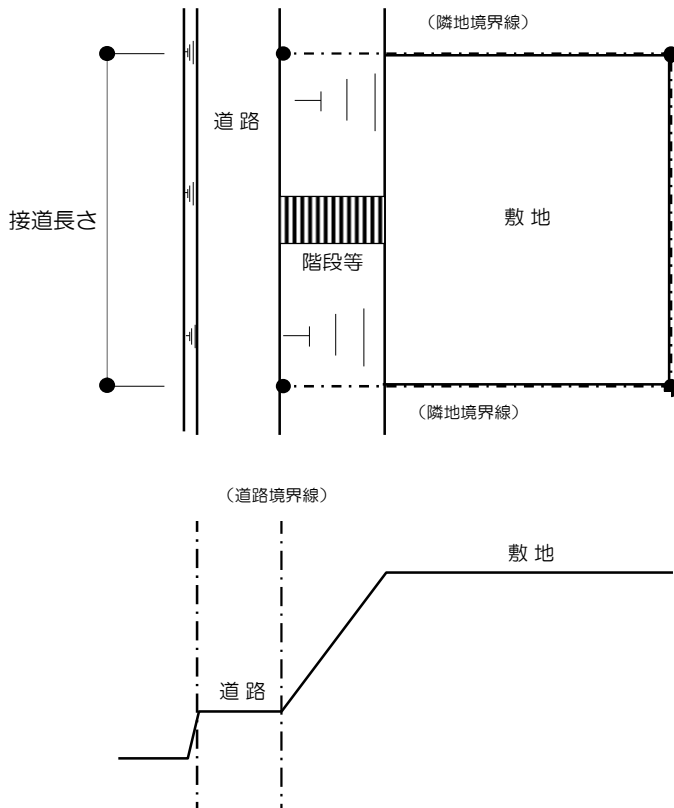 (隣地境界線)
道 路
接道長さ
敷 地
階段等
(隣地境界線)
(道路境界線)
敷 地
道 路